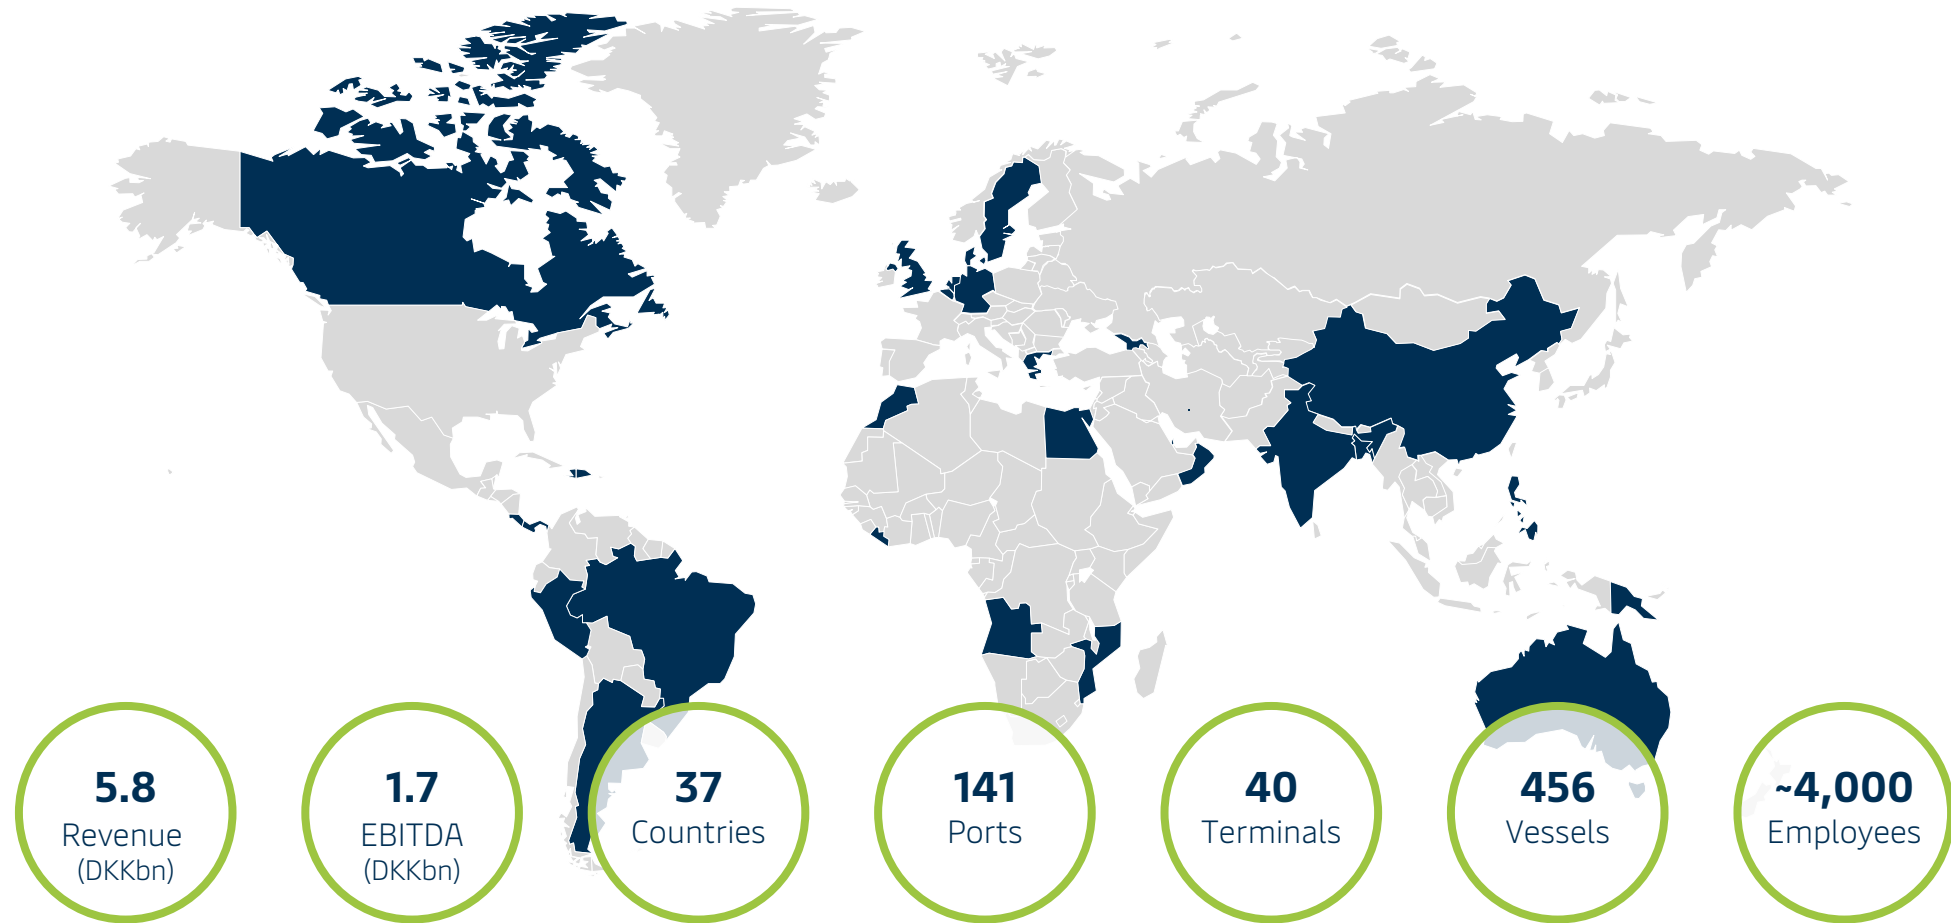 5.8
Revenue
(DKKbn)
1.7
EBITDA
(DKKbn)
37
Countries
141
Ports
40
Terminals
456
Vessels
~4,000
Employees